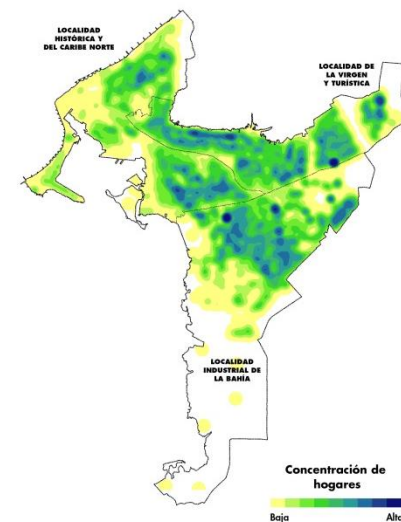 LOCALIDAD
HISTÓRICA Y
DEL CARIBE NORTE
LOCALIDAD DE
LA VIRGEN
Y TURÍSTICA
LOCALIDAD
INDUSTRIAL DE
LA BAHÍA
Concentración de
hogares
Baja Alta